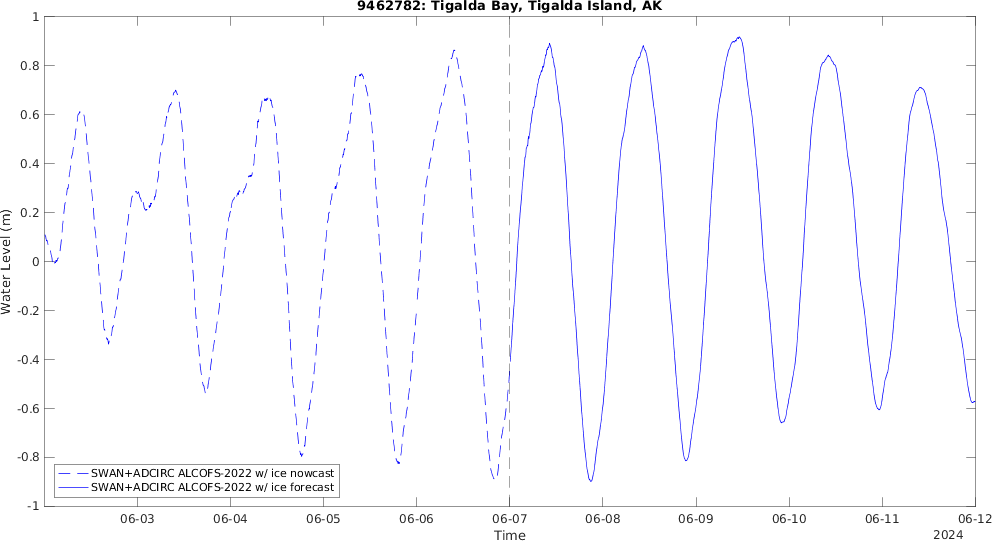 9462782: Tigalda Bay, Tigalda Island, AK
1
0.8
0.6
0.4
0.2
0
-0.2
-0.4
-0.6
-0.8
-1
Water Level (m)
SWAN+ADCIRC ALCOFS-2022 w/ ice nowcast
SWAN+ADCIRC ALCOFS-2022 w/ ice forecast
06-03 06-04 06-05 06-06 06-07 06-08 06-09 06-10 06-11 06-12
Time
2024